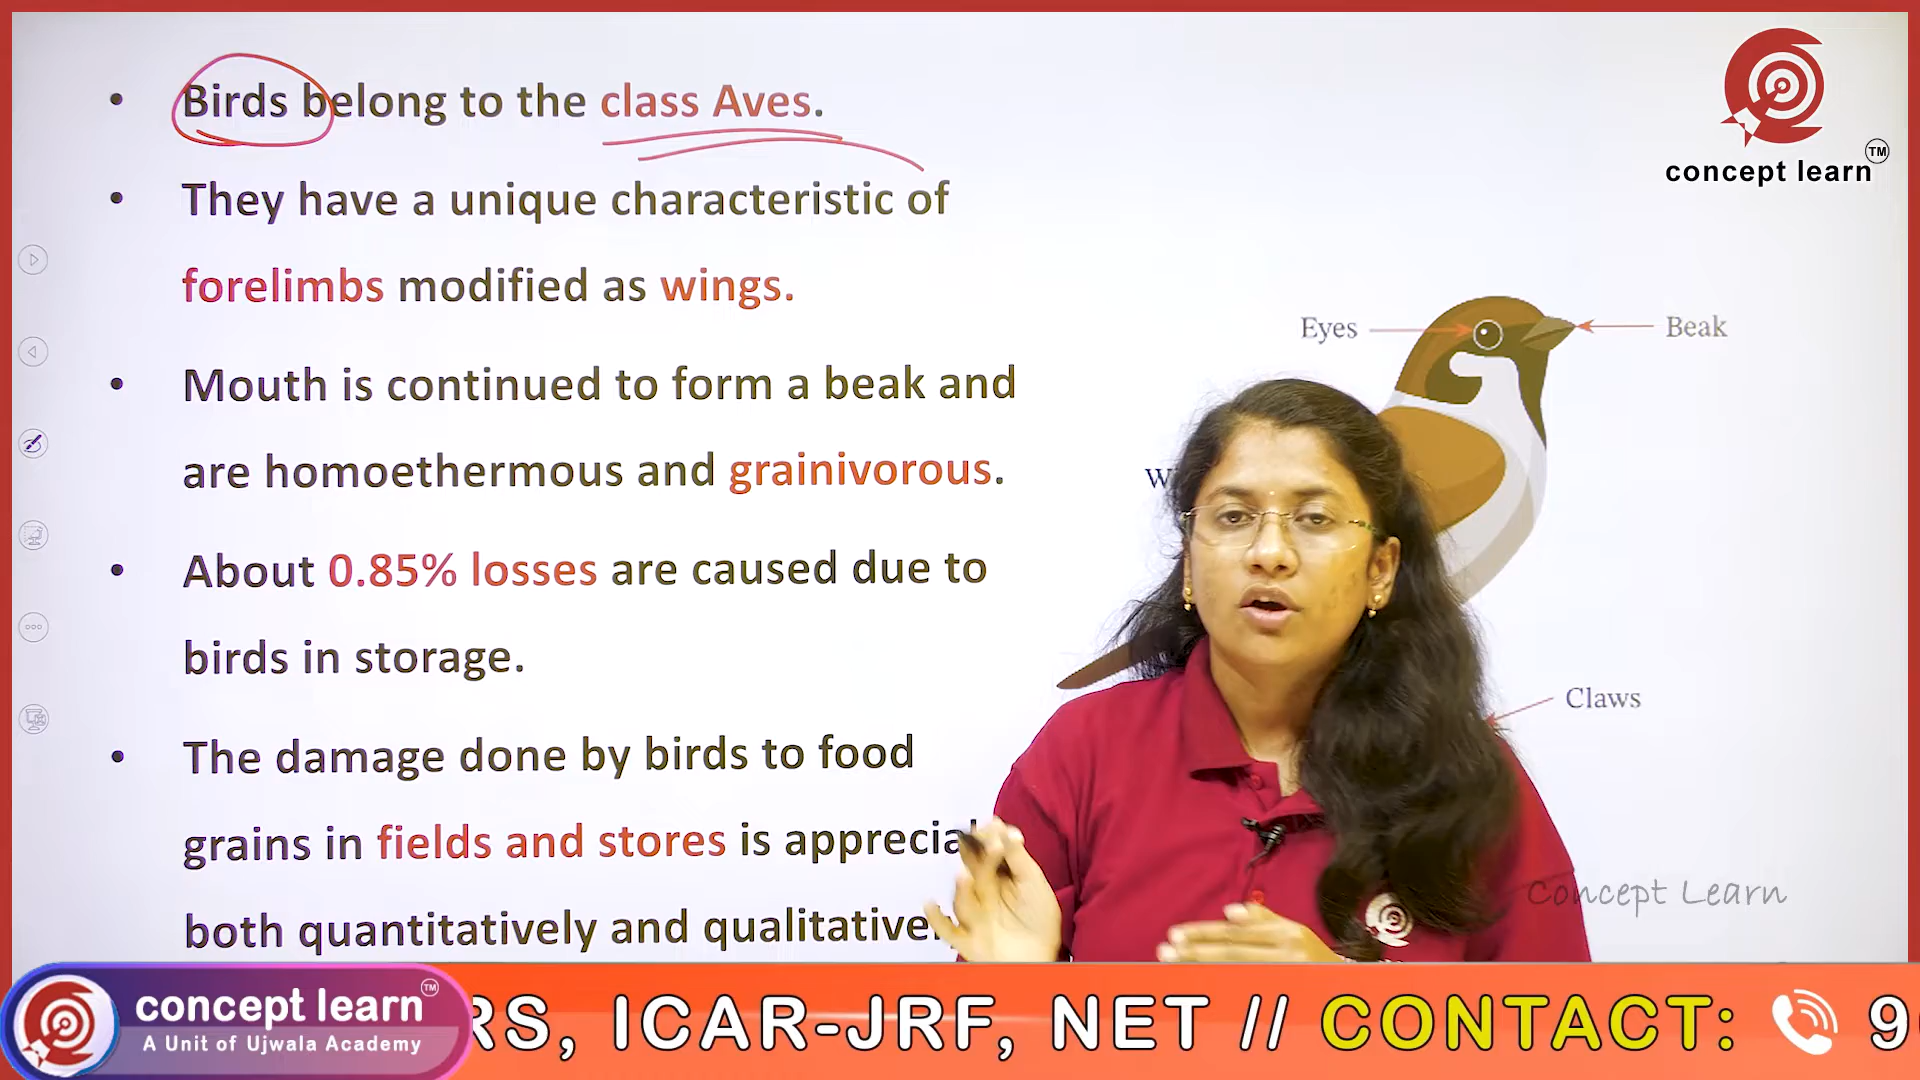 Birds belong to the class Aves.
They have a unique characteristic of
forelimbs modified as wings.
Mouth is continued to form a beak and
are homoethermous and grainivorous.
About 0.85% losses are caused due to
birds in storage.
The damage done by birds to food
grains in fields and stores is
both quantitatively and
concept learn TM
Eyes
Beak
Claws
Concept Learn
concept learn TM
A Unit of Ujwala Academy
RS, ICAR-JRF, NET // CONTACT: 9